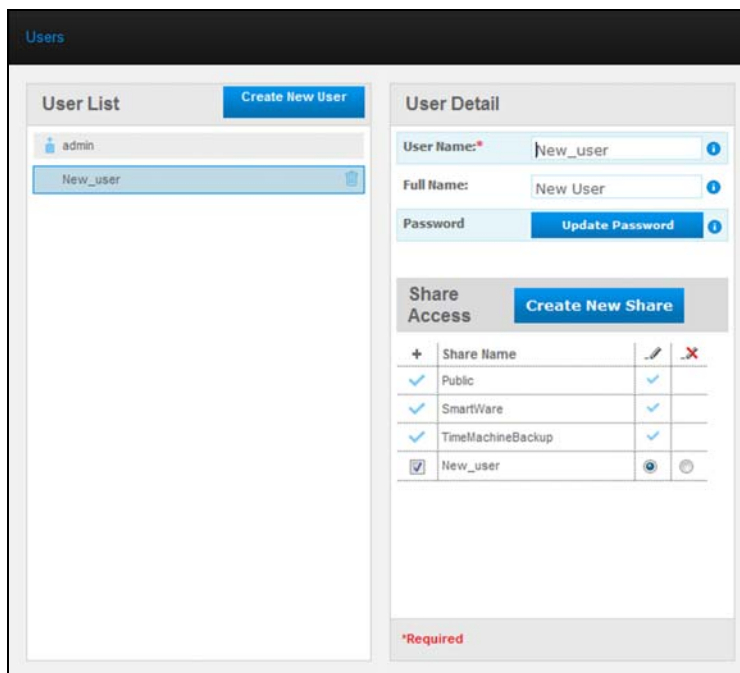 Users
User List
Create New User
admin
New_user
User Detail
User Name:*
New_user
Full Name:
New User
Password
Update Password
Share
Access
Create New Share
+ Share Name
Public
SmartWare
TimeMachineBackup
New_user
*Required